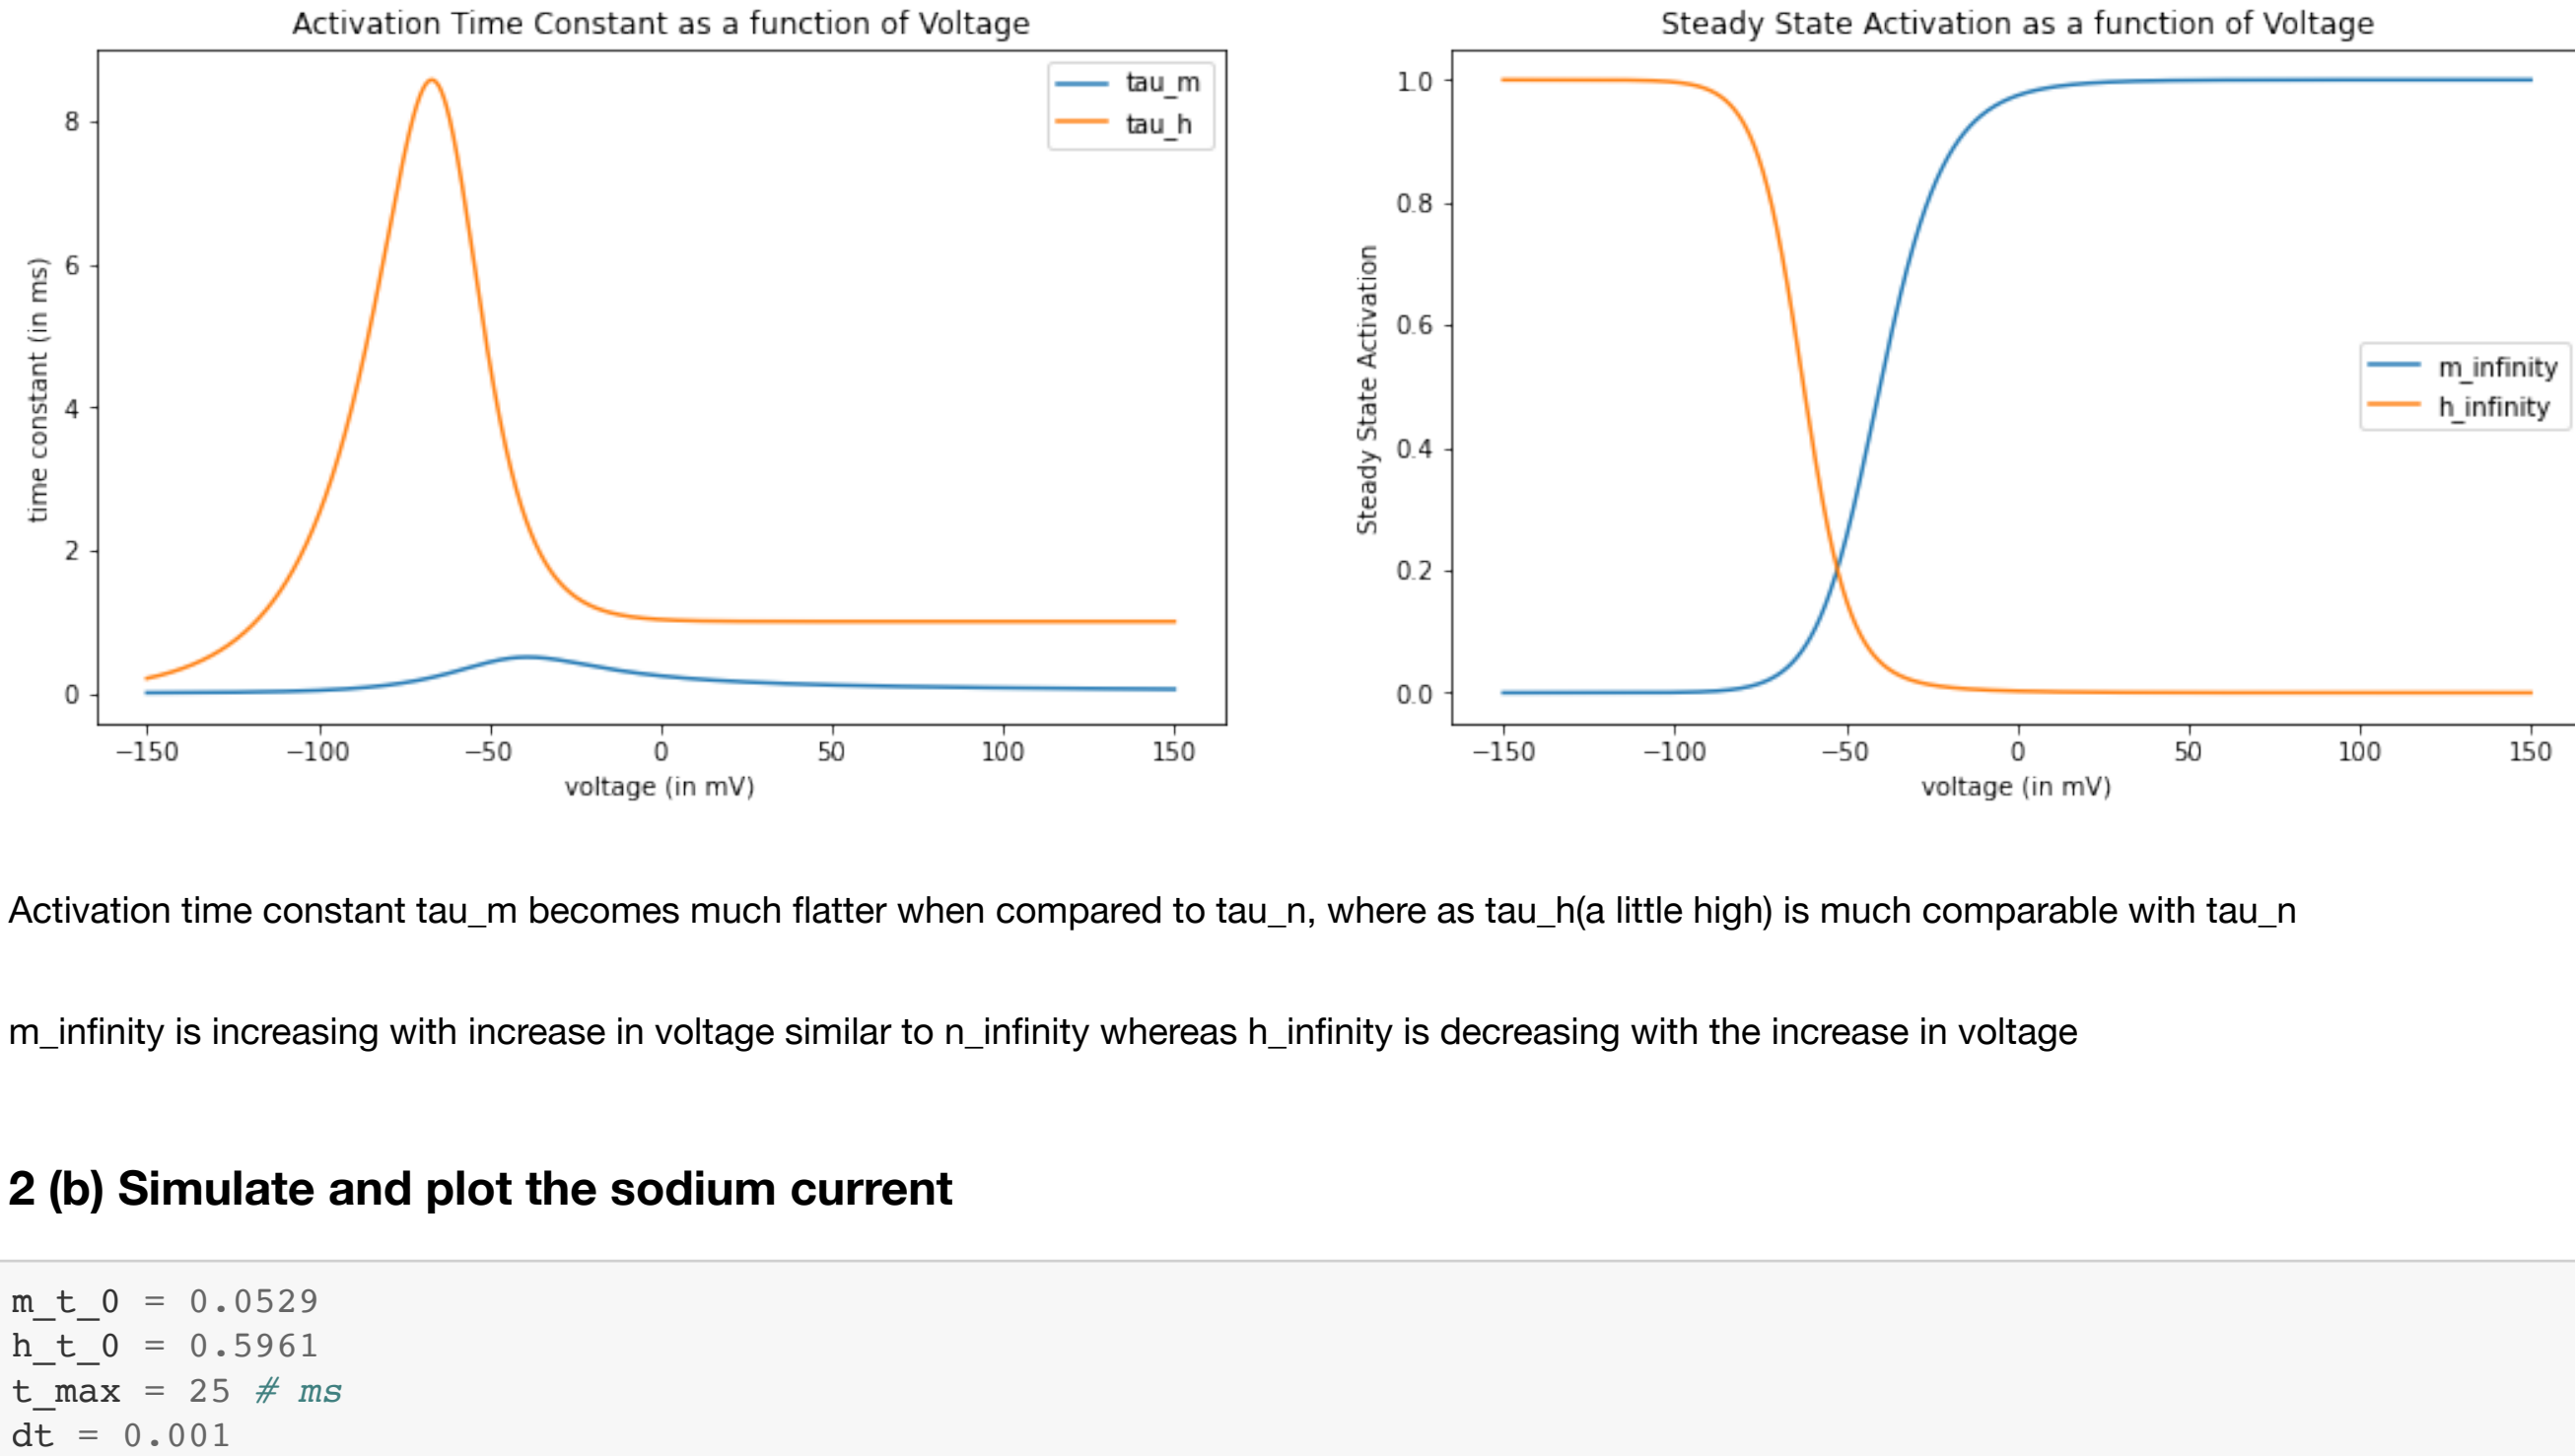 Activation Time Constant as a function of Voltage
tau_m
tau_h
8
6
4
2
0
time constant (in ms)
−150
−100
−50
0
50
100
150
voltage (in mV)
Steady State Activation as a function of Voltage
1.0
0.8
0.6
0.4
0.2
0.0
Steady State Activation
m_infinity
h_infinity
−150
−100
−50
0
50
100
150
voltage (in mV)
Activation time constant tau_m becomes much flatter when compared to tau_n, where as tau_h(a little high) is much comparable with tau_n
m_infinity is increasing with increase in voltage similar to n_infinity whereas h_infinity is decreasing with the increase in voltage
2 (b) Simulate and plot the sodium current
m_t_0 = 0.0529
h_t_0 = 0.5961
t_max = 25 # ms
dt = 0.001